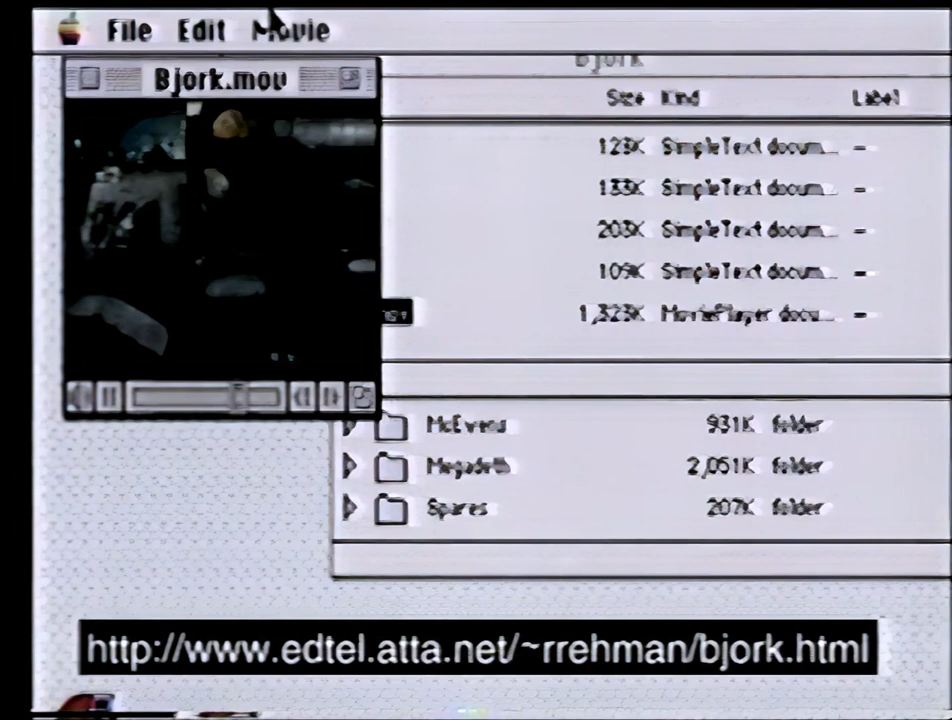 File Edit Movie
Bjork.mov
Bjork
Size Kind Label
123K SimpleText docum... -
133K SimpleText docum... -
203K SimpleText docum... -
109K SimpleText docum... -
1,323K MoviePlayer docu... -
931K folder
Megadeth 2,051K folder
Spares 207K folder
http://www.edtel.atta.net/~rrehman/bjork.html